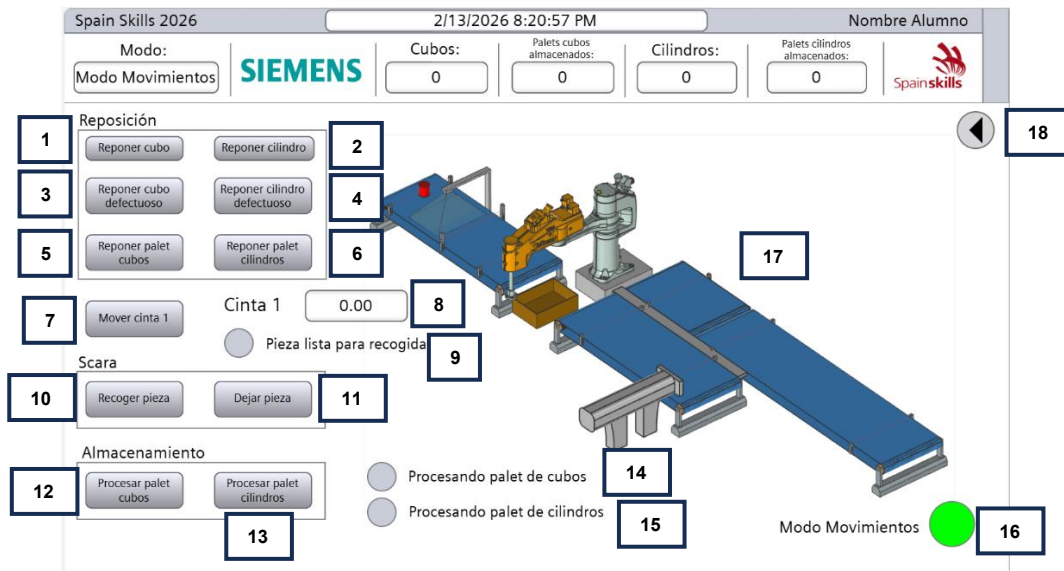 Spain Skills 2026
2/13/2026 8:20:57 PM
Nombre Alumno
Modo:
Modo Movimientos
SIEMENS
Cubos:
0
Palets cubos
almacenados:
0
Cilindros:
0
Palets cilindros
almacenados:
0
Spainskills
Reposición
1
Reponer cubo
Reponer cilindro
2
3
Reponer cubo
defectuoso
Reponer cilindro
defectuoso
4
5
Reponer palet
cubos
Reponer palet
cilindros
6
7
Mover cinta 1
Cinta 1
0.00
8
Pieza lista para recogida
9
Scara
10
Recoger pieza
Dejar pieza
11
Almacenamiento
12
Procesar palet
cubos
Procesar palet
cilindros
13
Procesando palet de cubos
14
Procesando palet de cilindros
15
Modo Movimientos
16
17
18